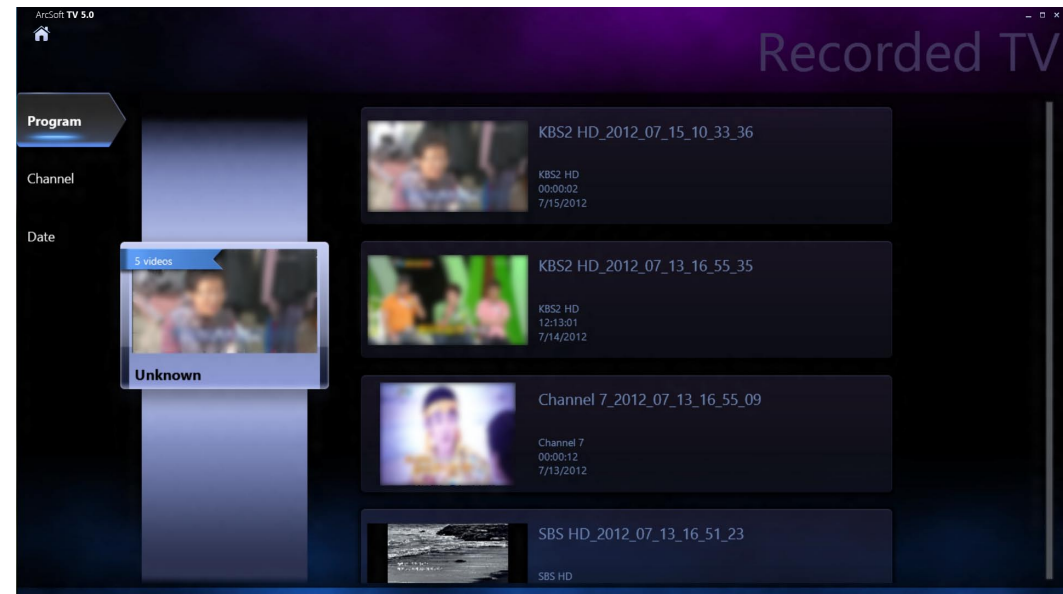 ArcSoft TV 5.0
Recorded TV
Program
Channel
Date
5 videos
Unknown
KBS2 HD_2012_07_15_10_33_36
KBS2 HD
00:00:02
7/15/2012
KBS2 HD_2012_07_13_16_55_35
KBS2 HD
12:13:01
7/14/2012
Channel 7_2012_07_13_16_55_09
Channel 7
00:00:12
7/13/2012
SBS HD_2012_07_13_16_51_23
SBS HD